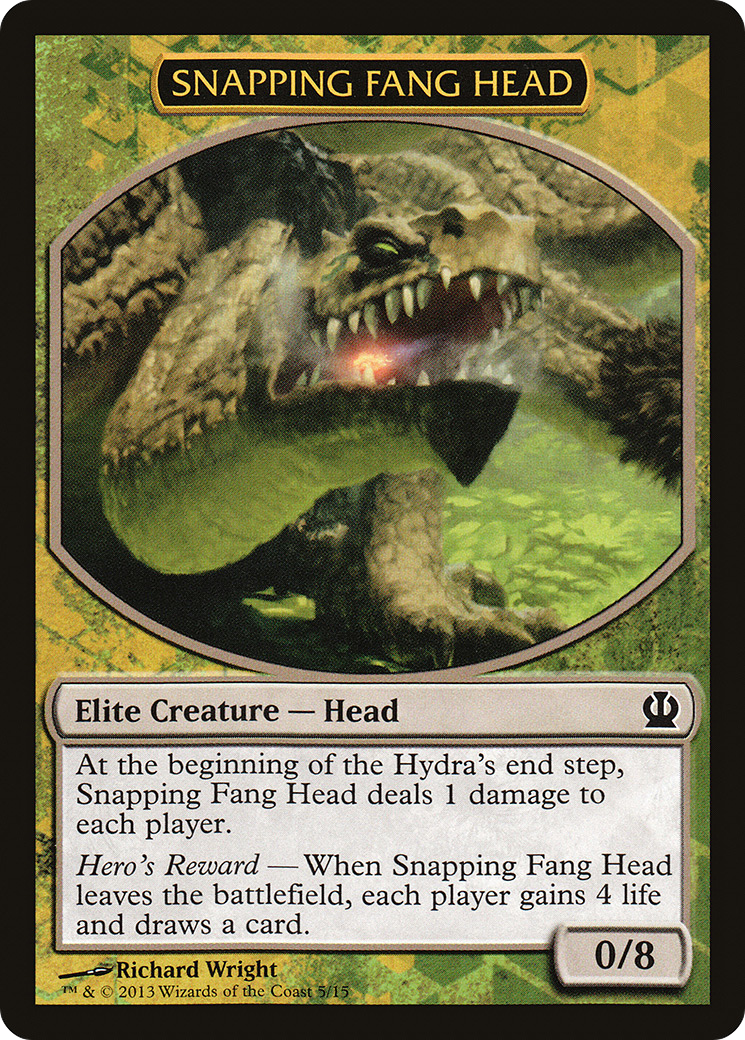 SNAPPING FANG HEAD
Elite Creature — Head
At the beginning of the Hydra's end step,
Snapping Fang Head deals 1 damage to
each player.
Hero's Reward — When Snapping Fang Head
leaves the battlefield, each player gains 4 life
and draws a card.
0/8
Richard Wright
™ & © 2013 Wizards of the Coast 5/15